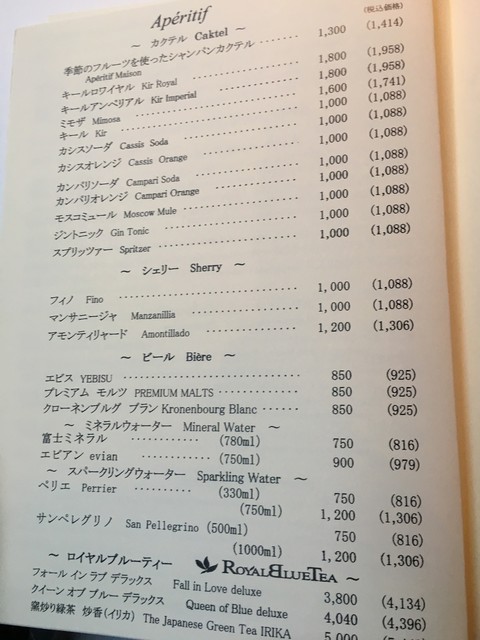 Apéritif
(税込価格)
～ カクテル Caktel ～
季節のフルーツを使ったシャンパンカクテル ‥‥‥‥ 1,300 (1,414)
Apéritif Maison
キールロワイヤル Kir Royal ‥‥‥‥ 1,800 (1,958)
キールアンペリアル Kir Imperial ‥‥‥‥ 1,800 (1,958)
ミモザ Mimosa ‥‥‥‥ 1,600 (1,741)
キール Kir ‥‥‥‥ 1,000 (1,088)
カシスソーダ Cassis Soda ‥‥‥‥ 1,000 (1,088)
カシスオレンジ Cassis Orange ‥‥‥‥ 1,000 (1,088)
カンパリソーダ Campari Soda ‥‥‥‥ 1,000 (1,088)
カンパリオレンジ Campari Orange ‥‥‥‥ 1,000 (1,088)
モスコミュール Moscow Mule ‥‥‥‥ 1,000 (1,088)
ジントニック Gin Tonic ‥‥‥‥ 1,000 (1,088)
スプリッツァー Spritzer ‥‥‥‥ 1,000 (1,088)
～ シェリー Sherry ～
フィノ Fino ‥‥‥‥ 1,000 (1,088)
マンサニージャ Manzanillia ‥‥‥‥ 1,000 (1,088)
アモンティリャード Amontillado ‥‥‥‥ 1,200 (1,306)
～ ビール Bière ～
エビス YEBISU ‥‥‥‥ 850 (925)
プレミアム モルツ PREMIUM MALTS ‥‥‥‥ 850 (925)
クローネンブルグ ブラン Kronenbourg Blanc ‥‥‥ 850 (925)
～ ミネラルウォーター Mineral Water ～
富士ミネラル ‥‥‥‥ (780ml) 750 (816)
エビアン evian ‥‥‥‥ (750ml) 900 (979)
～ スパークリングウォーター Sparkling Water ～
ペリエ Perrier ‥‥‥‥ (330ml) 750 (816)
(750ml) 1,200 (1,306)
サンペレグリノ San Pellegrino (500ml) 750 (816)
(1000ml) 1,200 (1,306)
～ ロイヤルブルーティー ROYALBLUETEA ～
フォール イン ラブ デラックス Fall in Love deluxe 3,800 (4,134)
クイーン オブ ブルー デラックス Queen of Blue deluxe 4,040 (4,396)
窯炒り緑茶 炒香(イリカ) The Japanese Green Tea IRIKA 5,000